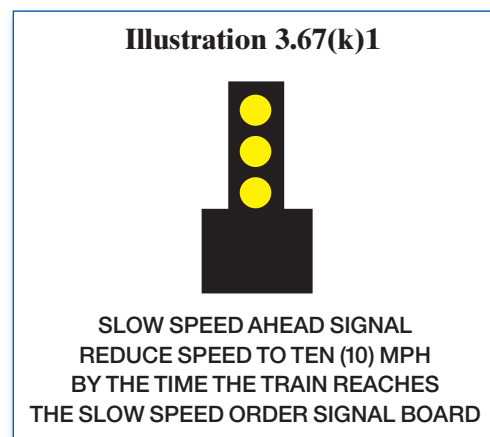 Illustration 3.67(k)1
SLOW SPEED AHEAD SIGNAL
REDUCE SPEED TO TEN (10) MPH
BY THE TIME THE TRAIN REACHES
THE SLOW SPEED ORDER SIGNAL BOARD